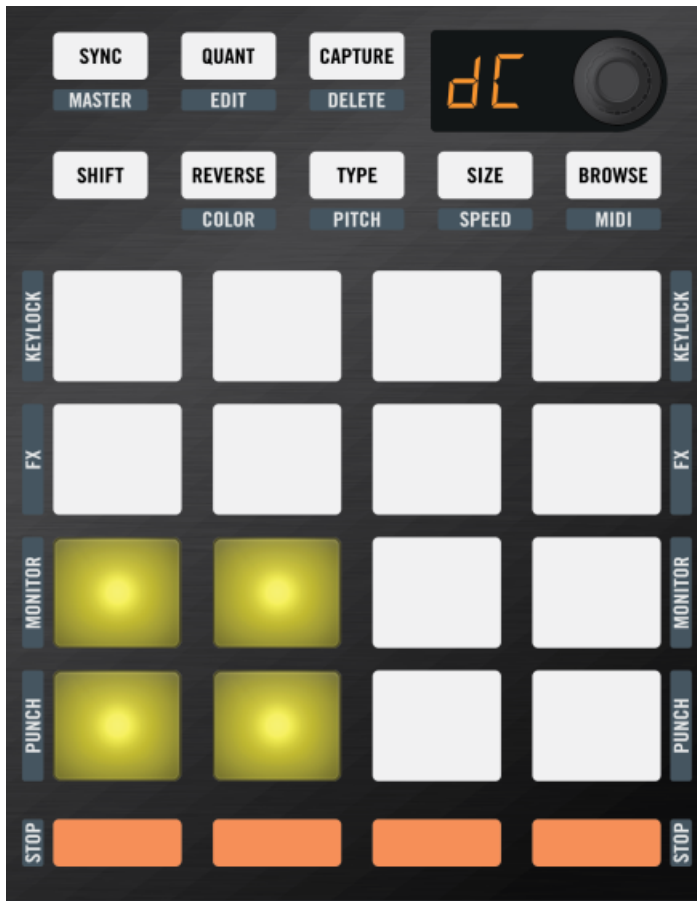 SYNC QUANT CAPTURE
dC
MASTER EDIT DELETE
SHIFT REVERSE TYPE SIZE BROWSE
COLOR PITCH SPEED MIDI
KEYLOCK KEYLOCK
FX FX
MONITOR MONITOR
PUNCH PUNCH
STOP STOP